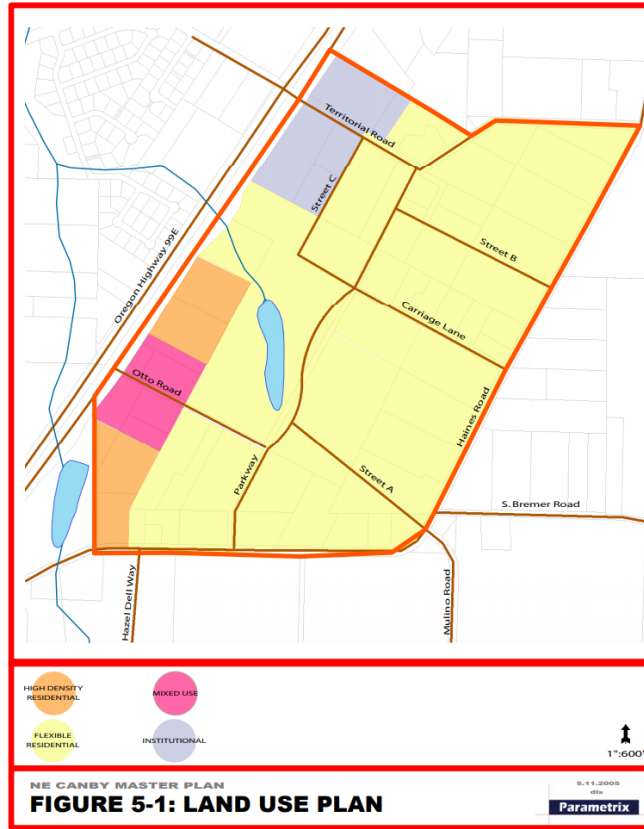 Territorial Road
Street C
Street B
Oregon Highway 99E
Carriage Lane
Otto Road
Haines Road
Parkway
Street A
S. Bremer Road
Hazel Dell Way
Mulino Road
HIGH DENSITY
RESIDENTIAL
MIXED USE
FLEXIBLE
RESIDENTIAL
INSTITUTIONAL
1":600'
NE CANBY MASTER PLAN
FIGURE 5-1: LAND USE PLAN
5.11.2005
dls
Parametrix